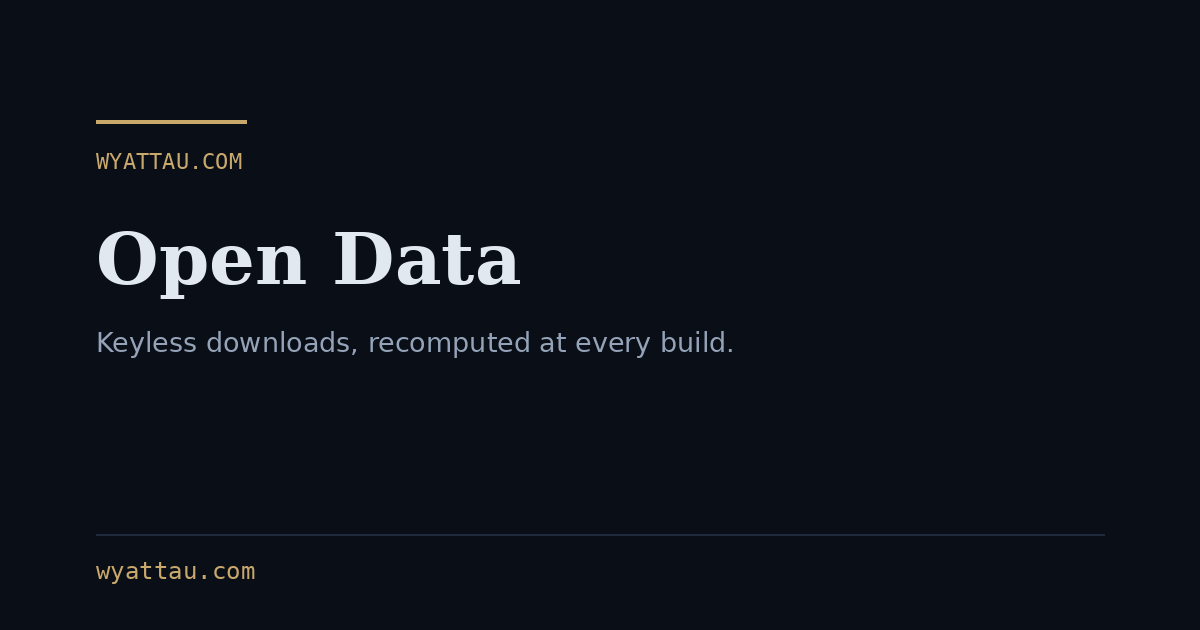 WYATTAU.COM
Open Data
Keyless downloads, recomputed at every build.
wyattau.com